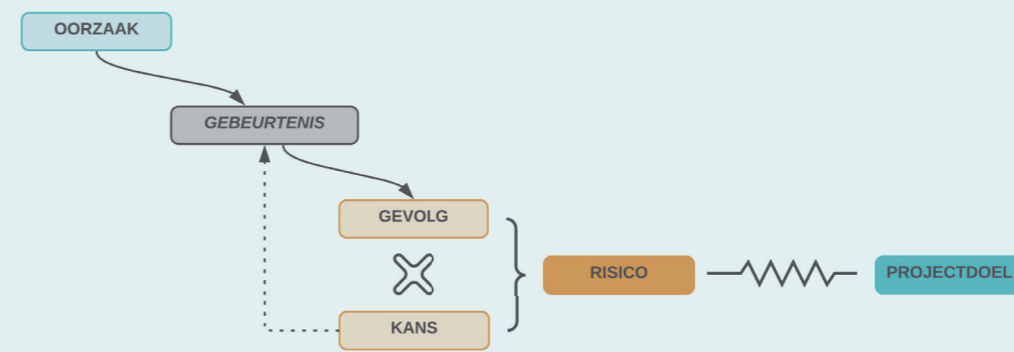 OORZAAK
GEBEURTENIS
GEVOLG
RISICO
PROJECTDOEL
KANS